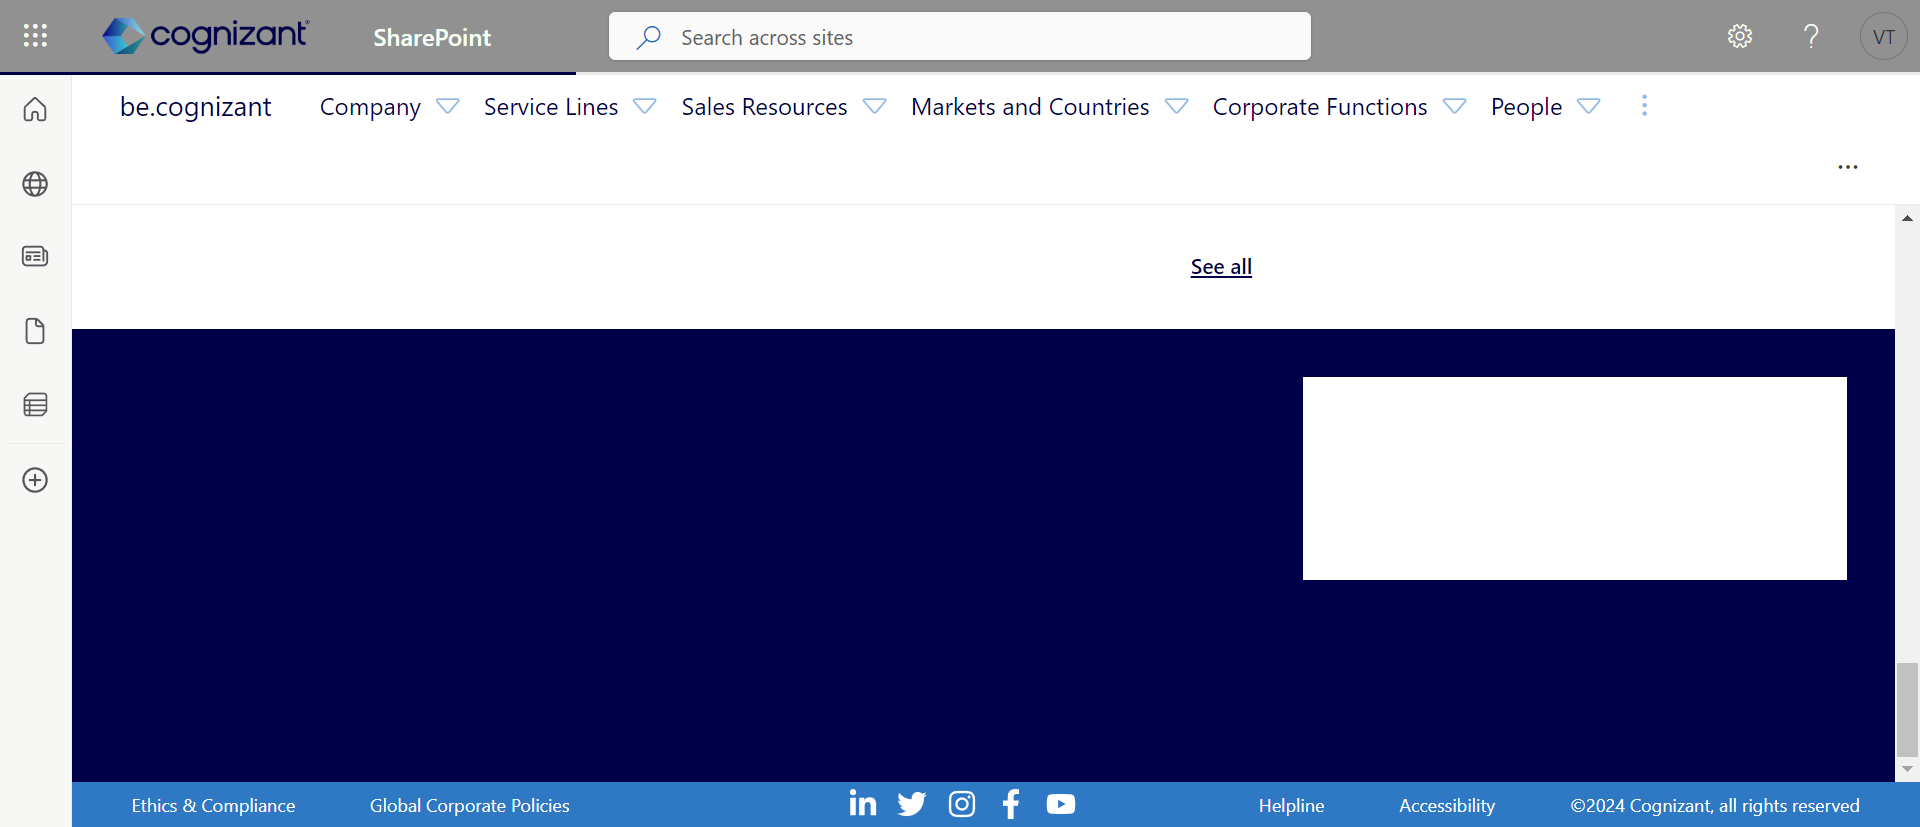 cognizant
SharePoint
Search across sites
VT
be.cognizant
Company
Service Lines
Sales Resources
Markets and Countries
Corporate Functions
People
See all
Ethics & Compliance
Global Corporate Policies
Helpline
Accessibility
©2024 Cognizant, all rights reserved